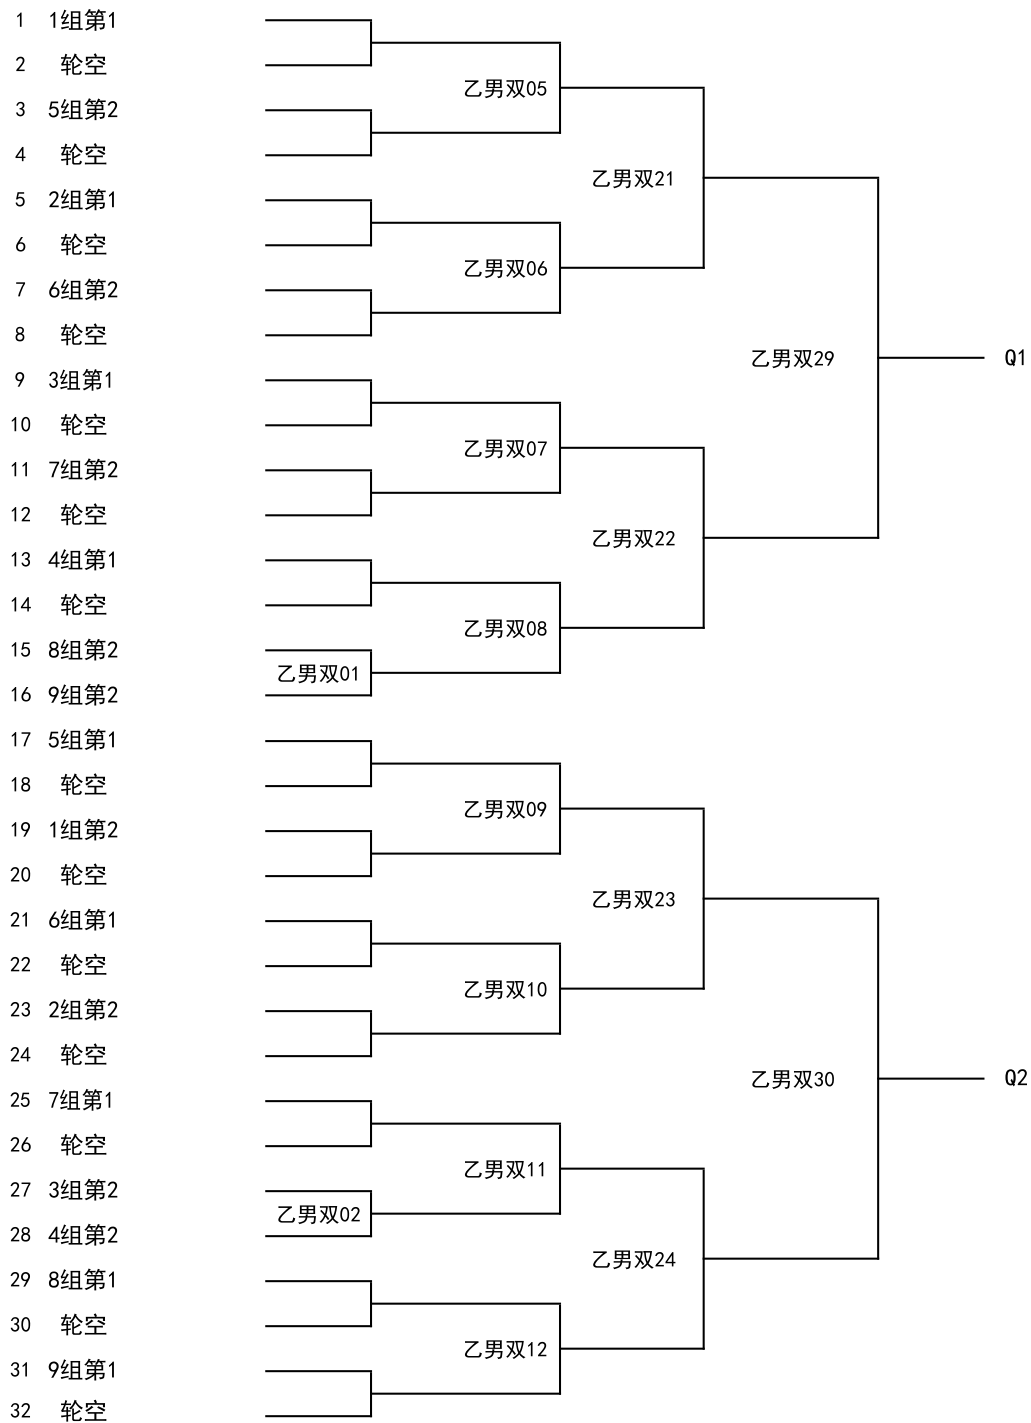 1 1组第1
2 轮空
乙男双05
3 5组第2
4 轮空
乙男双21
5 2组第1
6 轮空
乙男双06
7 6组第2
8 轮空
乙男双29 Q1
9 3组第1
10 轮空
乙男双07
11 7组第2
12 轮空
乙男双22
13 4组第1
14 轮空
乙男双08
15 8组第2
乙男双01
16 9组第2
17 5组第1
18 轮空
乙男双09
19 1组第2
20 轮空
乙男双23
21 6组第1
22 轮空
乙男双10
23 2组第2
24 轮空
乙男双30 Q2
25 7组第1
26 轮空
乙男双11
27 3组第2
乙男双02
28 4组第2
乙男双24
29 8组第1
30 轮空
乙男双12
31 9组第1
32 轮空